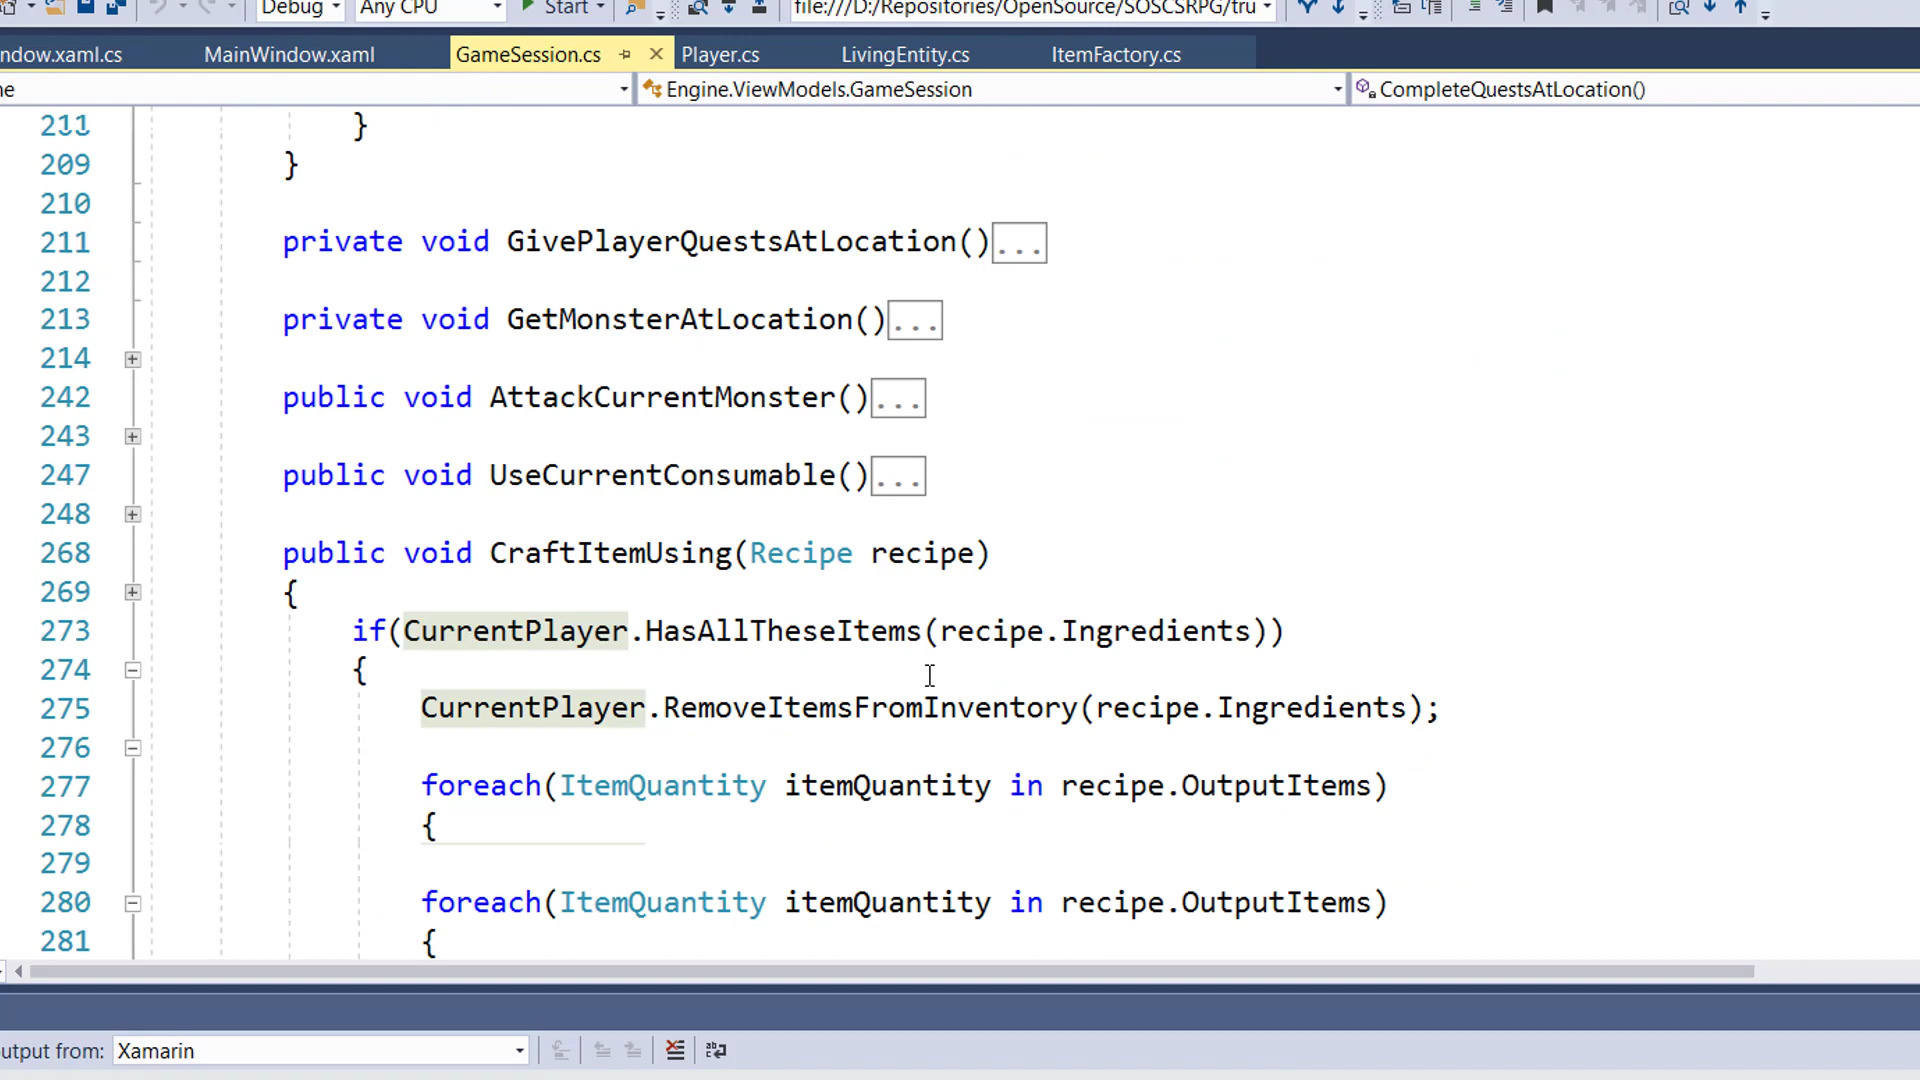 Debug Any CPU Start file:///D:/Repositories/OpenSource/SOSCSRPG/tru
ndow.xaml.cs MainWindow.xaml GameSession.cs Player.cs LivingEntity.cs ItemFactory.cs
ne Engine.ViewModels.GameSession CompleteQuestsAtLocation()
211 }
209 }
210
211 private void GivePlayerQuestsAtLocation()...
212
213 private void GetMonsterAtLocation()...
214
242 public void AttackCurrentMonster()...
243
247 public void UseCurrentConsumable()...
248
268 public void CraftItemUsing(Recipe recipe)
269 {
273 if(CurrentPlayer.HasAllTheseItems(recipe.Ingredients))
274 {
275 CurrentPlayer.RemoveItemsFromInventory(recipe.Ingredients);
276
277 foreach(ItemQuantity itemQuantity in recipe.OutputItems)
278 {
279
280 foreach(ItemQuantity itemQuantity in recipe.OutputItems)
281 {
utput from: Xamarin